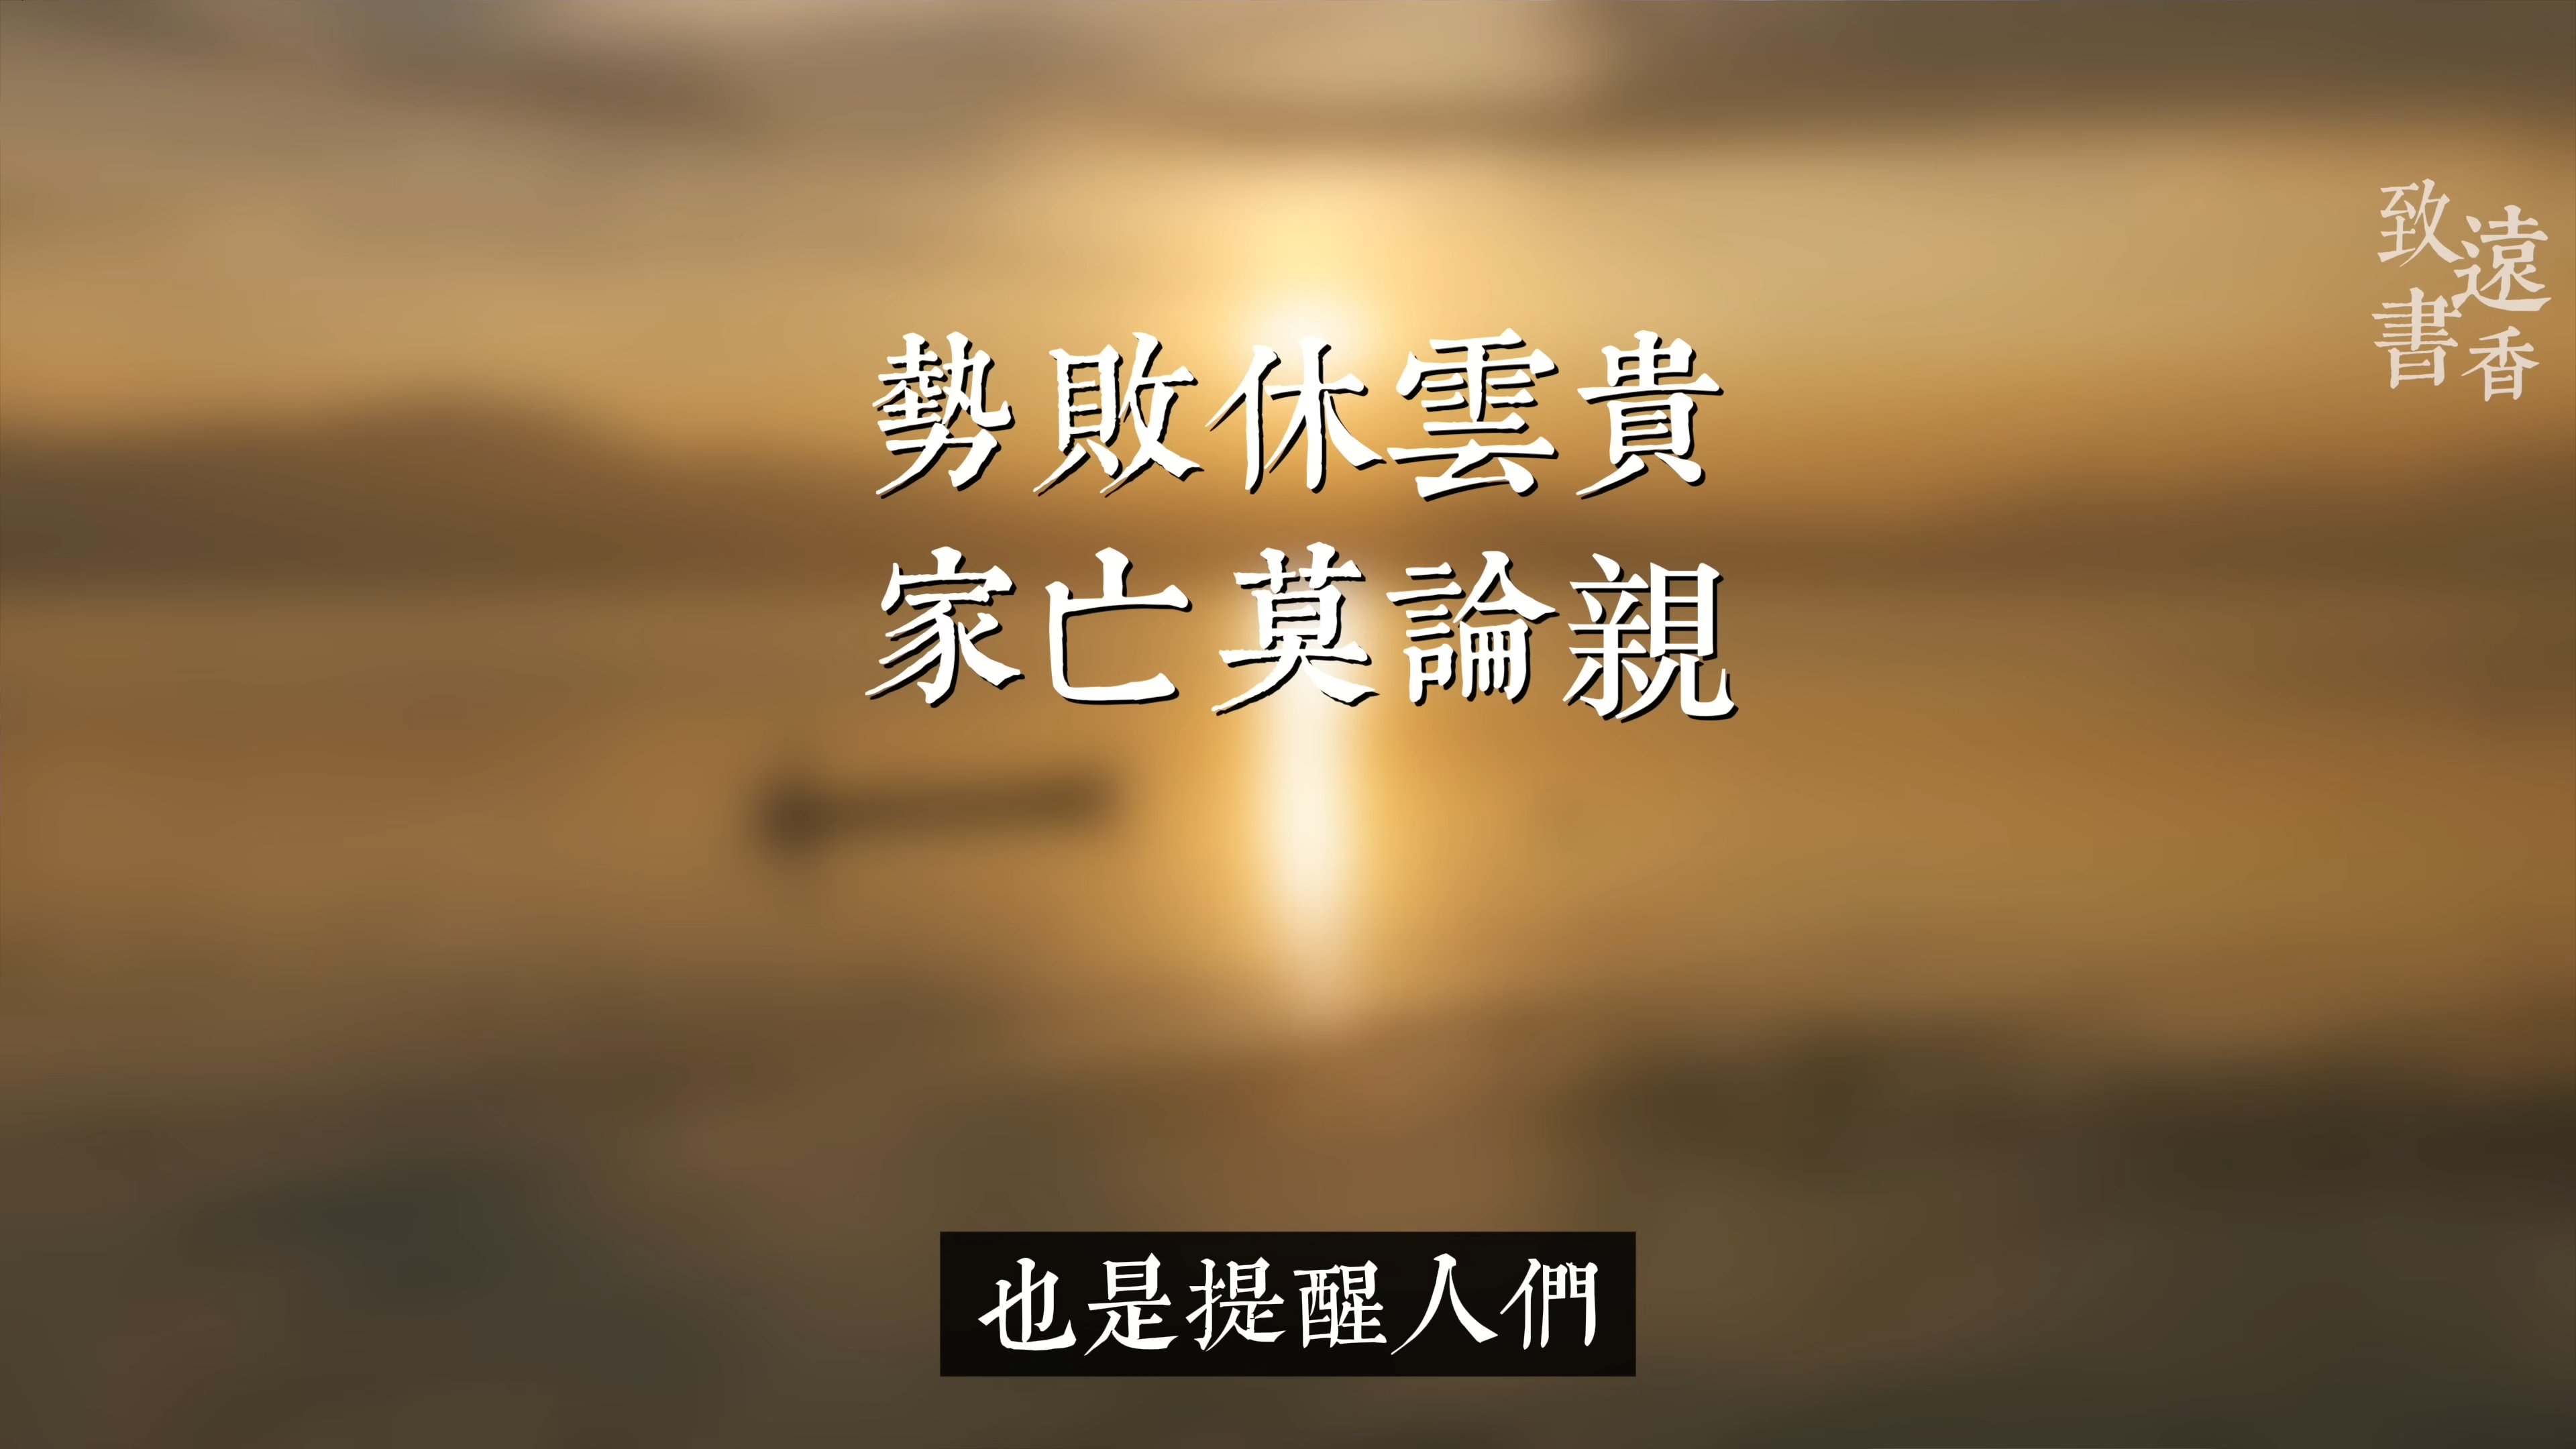 勢敗休雲貴
家亡莫論親
致遠
書香
也是提醒人們